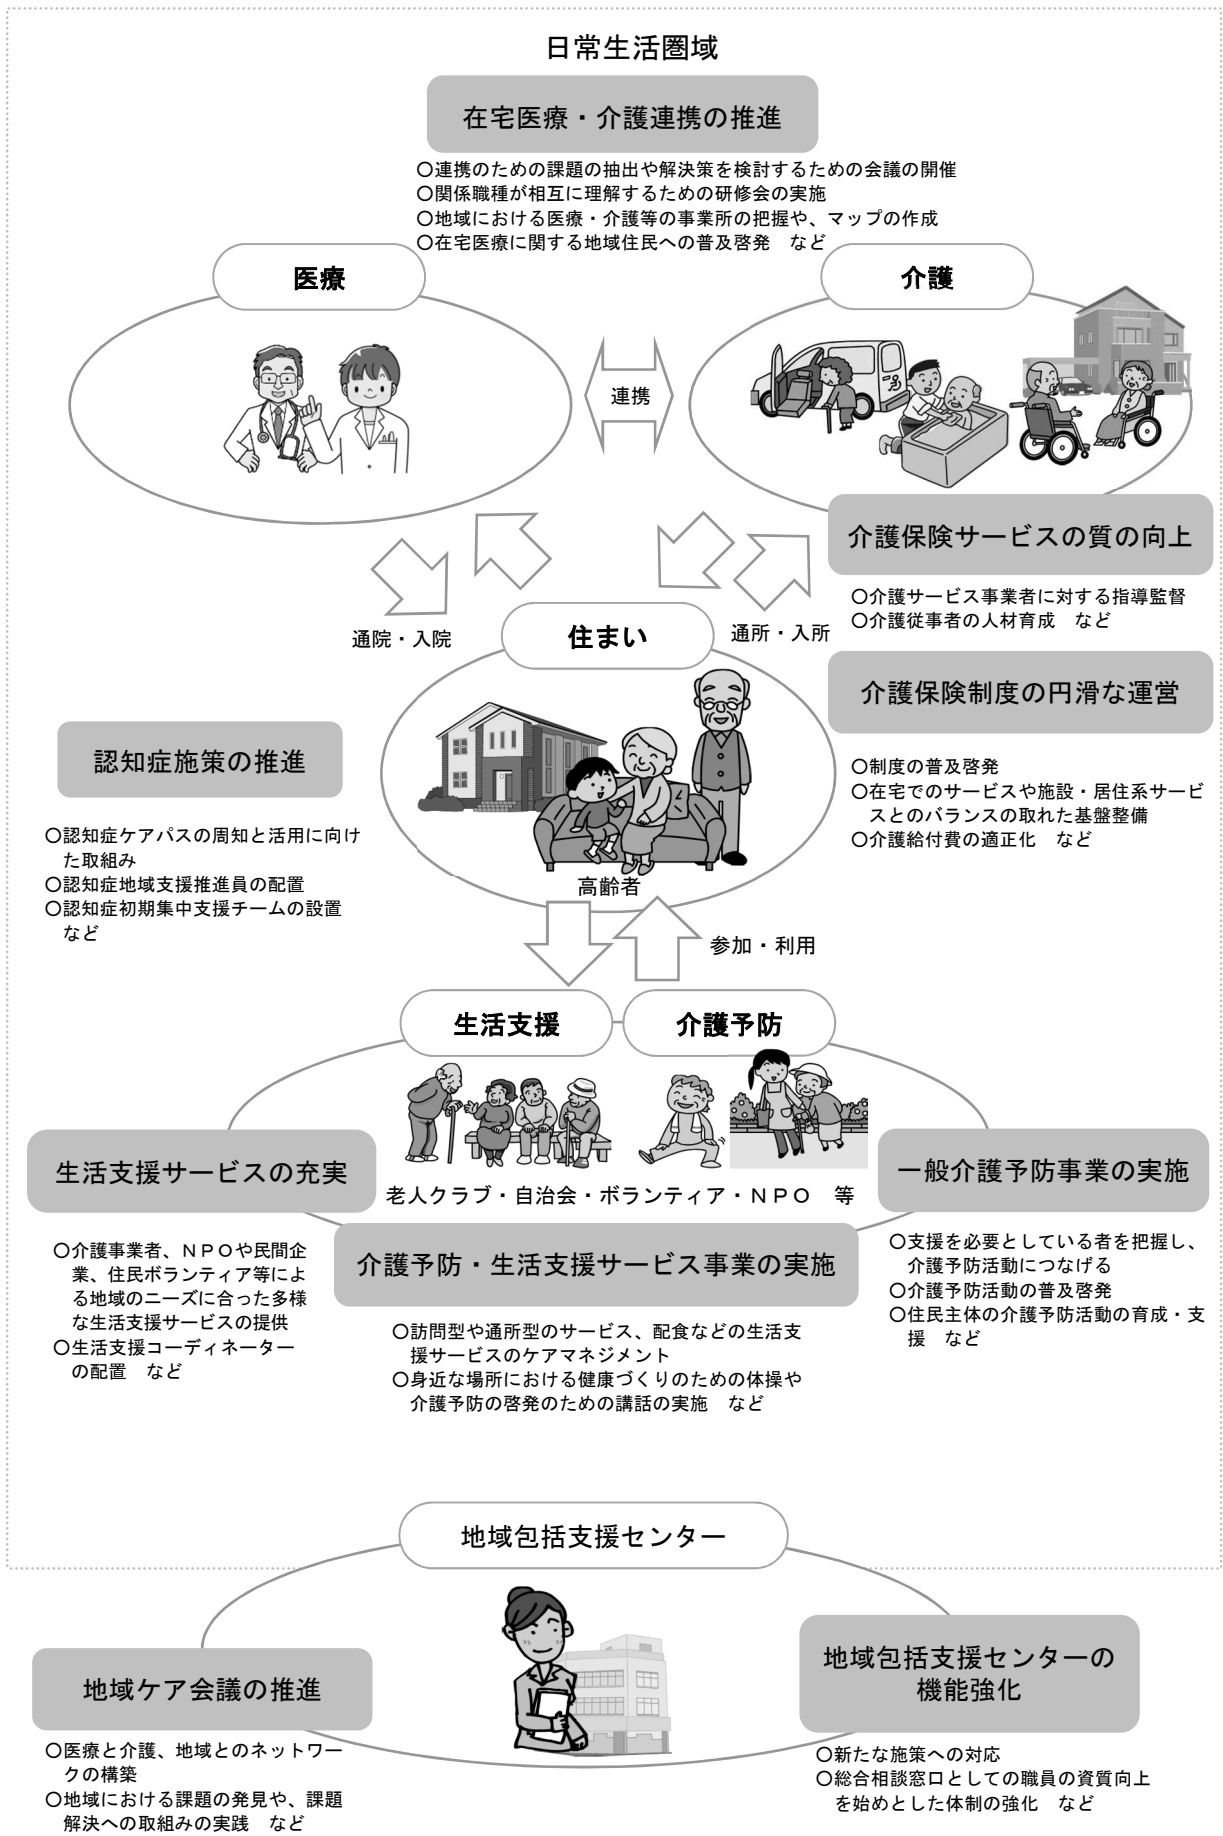 日常生活圏域
在宅医療・介護連携の推進
○連携のための課題の抽出や解決策を検討するための会議の開催
○関係職種が相互に理解するための研修会の実施
○地域における医療・介護等の事業所の把握や、マップの作成
○在宅医療に関する地域住民への普及啓発　など
医療
介護
連携
介護保険サービスの質の向上
○介護サービス事業者に対する指導監督
○介護従事者の人材育成　など
通院・入院
住まい
通所・入所
介護保険制度の円滑な運営
○制度の普及啓発
○在宅でのサービスや施設・居住系サービ
スとのバランスの取れた基盤整備
○介護給付費の適正化　など
認知症施策の推進
○認知症ケアパスの周知と活用に向け
た取組み
○認知症地域支援推進員の配置
○認知症初期集中支援チームの設置
など
高齢者
参加・利用
生活支援
介護予防
生活支援サービスの充実
老人クラブ・自治会・ボランティア・ＮＰＯ　等
一般介護予防事業の実施
○介護事業者、ＮＰＯや民間企
業、住民ボランティア等によ
る地域のニーズに合った多様
な生活支援サービスの提供
○生活支援コーディネーター
の配置　など
介護予防・生活支援サービス事業の実施
○訪問型や通所型のサービス、配食などの生活支
援サービスのケアマネジメント
○身近な場所における健康づくりのための体操や
介護予防の啓発のための講話の実施　など
○支援を必要としている者を把握し、
介護予防活動につなげる
○介護予防活動の普及啓発
○住民主体の介護予防活動の育成・支
援　など
地域包括支援センター
地域ケア会議の推進
○医療と介護、地域とのネットワー
クの構築
○地域における課題の発見や、課題
解決への取組みの実践　など
地域包括支援センターの
機能強化
○新たな施策への対応
○総合相談窓口としての職員の資質向上
を始めとした体制の強化　など